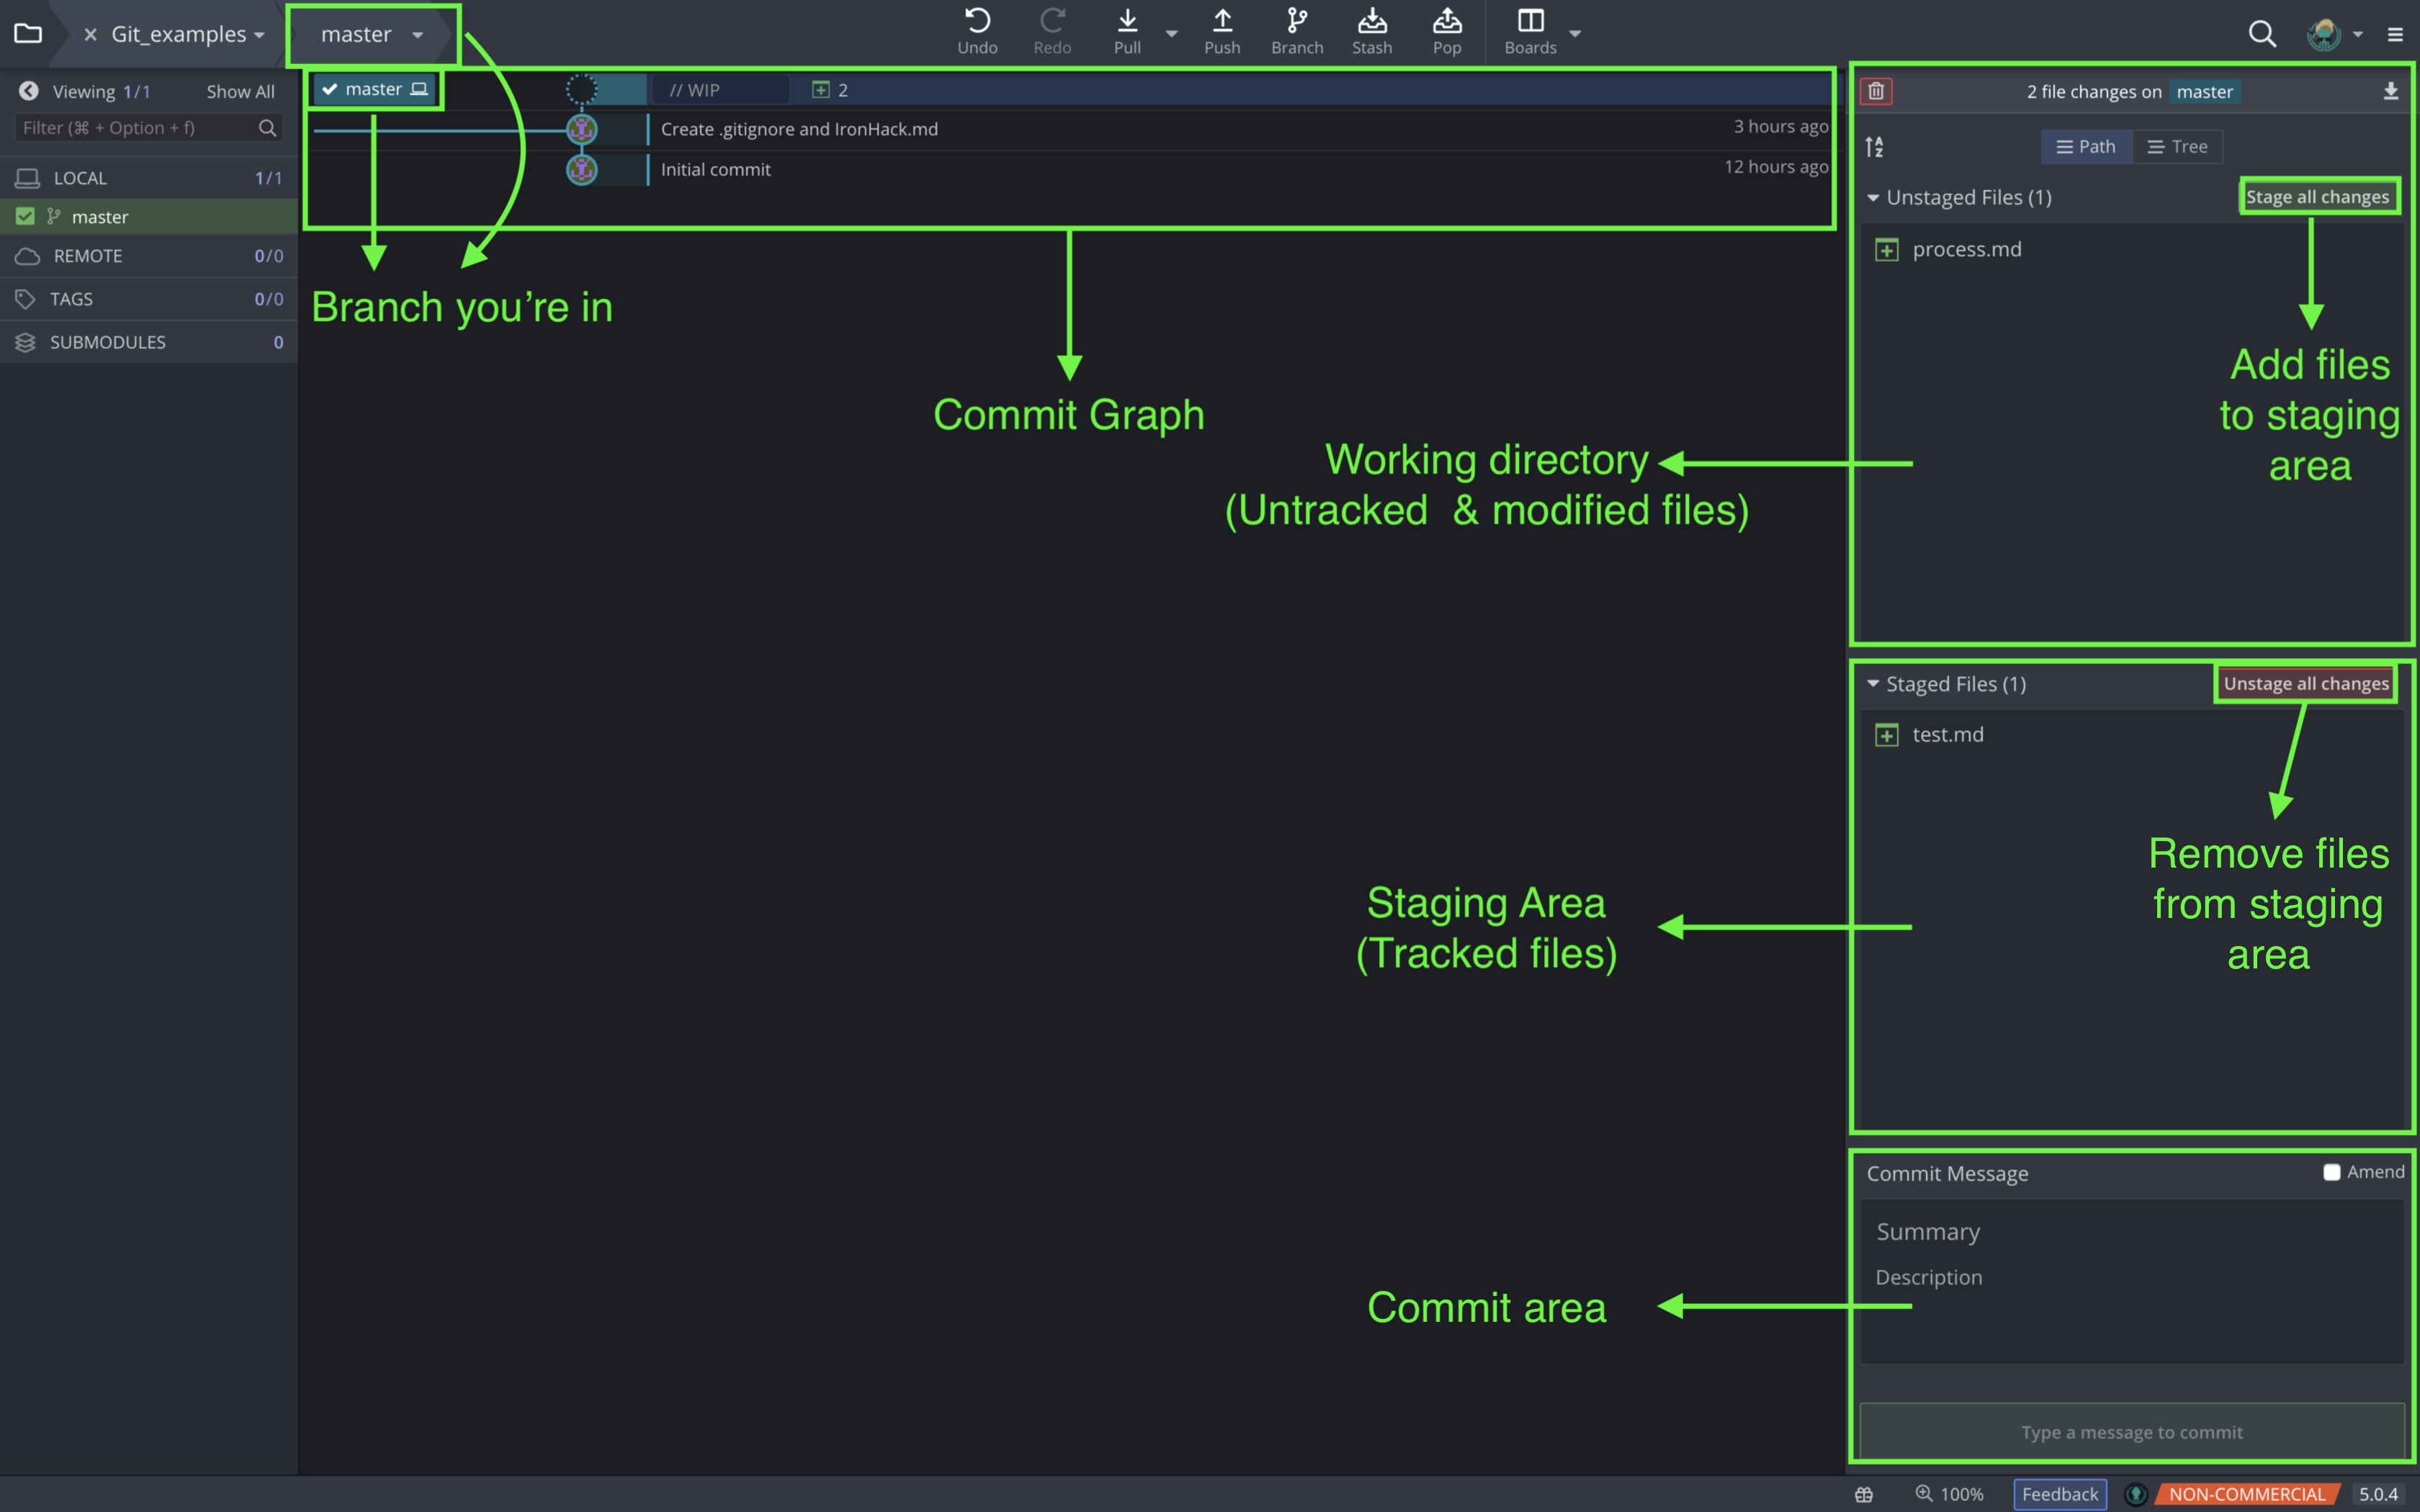 Git_examples
master
Undo
Redo
Pull
Push
Branch
Stash
Pop
Boards
Viewing 1/1
Show All
Filter (⌘ + Option + f)
LOCAL 1/1
master
REMOTE 0/0
TAGS 0/0
SUBMODULES 0
master
// WIP
2
Create .gitignore and IronHack.md
3 hours ago
Initial commit
12 hours ago
Branch you're in
Commit Graph
Working directory
(Untracked & modified files)
Staging Area
(Tracked files)
Commit area
2 file changes on master
Path
Tree
Unstaged Files (1)
Stage all changes
process.md
Add files
to staging
area
Staged Files (1)
Unstage all changes
test.md
Remove files
from staging
area
Commit Message
Amend
Summary
Description
Type a message to commit
100%
Feedback
NON-COMMERCIAL
5.0.4